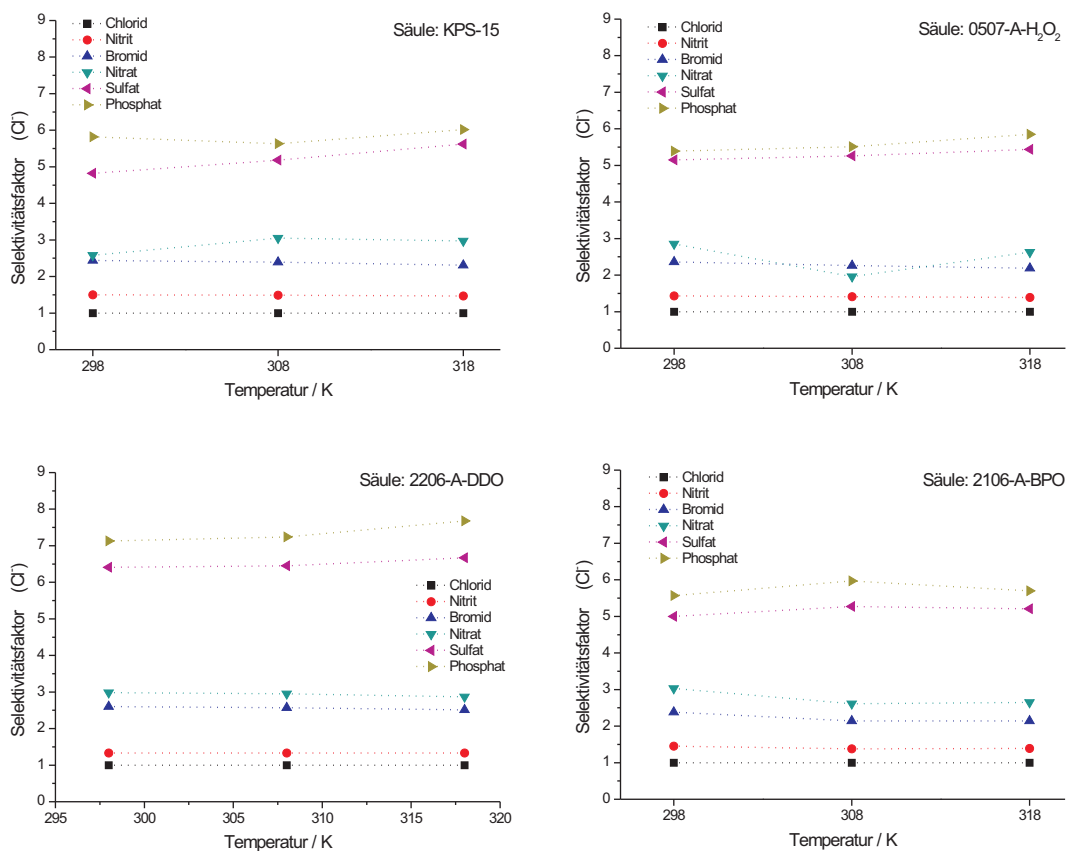 Säule: KPS-15
Chlorid
Nitrit
Bromid
Nitrat
Sulfat
Phosphat
9
8
7
6
5
4
3
2
1
0
Selektivitätsfaktor (Cl⁻)
298
308
318
Temperatur / K
Säule: 0507-A-H₂O₂
Chlorid
Nitrit
Bromid
Nitrat
Sulfat
Phosphat
9
8
7
6
5
4
3
2
1
0
Selektivitätsfaktor (Cl⁻)
298
308
318
Temperatur / K
Säule: 2206-A-DDO
9
8
7
6
5
4
3
2
1
0
Selektivitätsfaktor (Cl⁻)
Chlorid
Nitrit
Bromid
Nitrat
Sulfat
Phosphat
295
300
305
310
315
320
Temperatur / K
Säule: 2106-A-BPO
Chlorid
Nitrit
Bromid
Nitrat
Sulfat
Phosphat
9
8
7
6
5
4
3
2
1
0
Selektivitätsfaktor (Cl⁻)
298
308
318
Temperatur / K